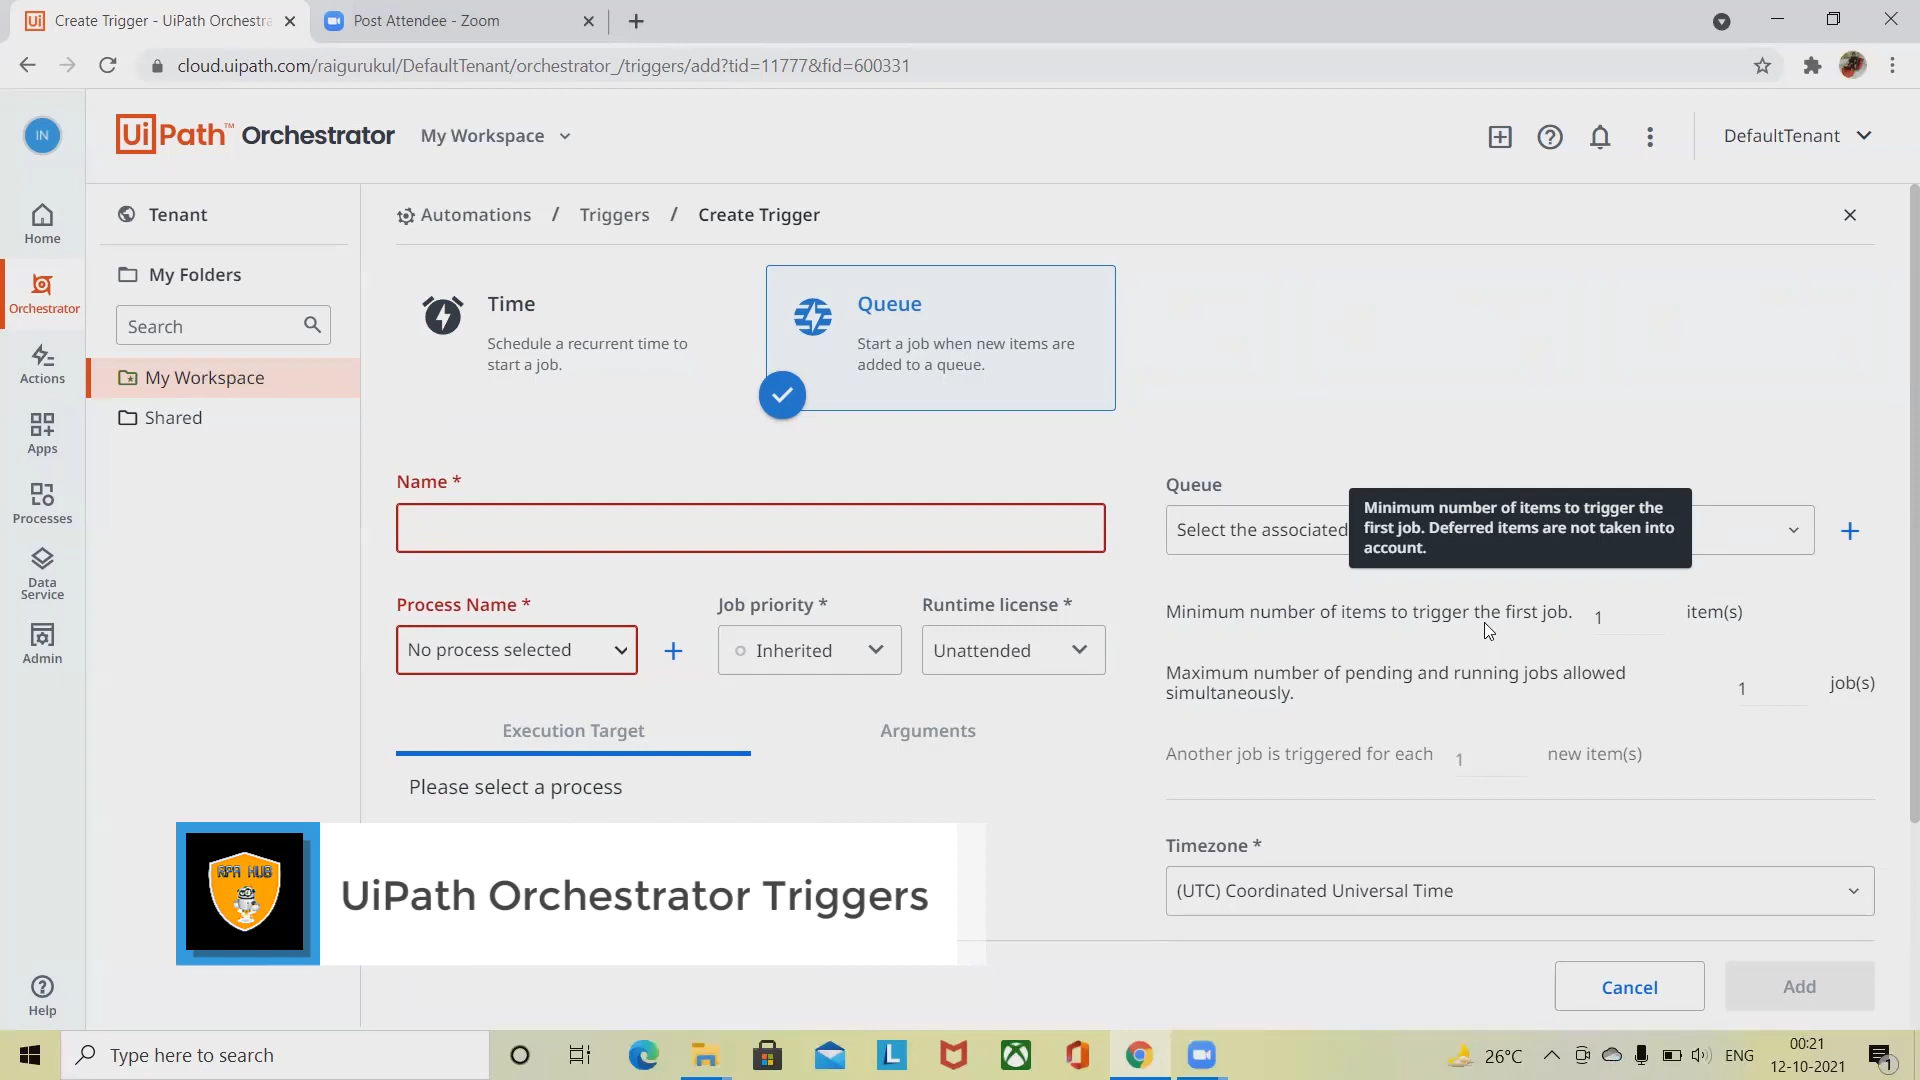 Ui Create Trigger - UiPath Orchestra
Post Attendee - Zoom
cloud.uipath.com/raigurukul/DefaultTenant/orchestrator_/triggers/add?tid=11777&fid=600331
IN
UiPath™ Orchestrator
My Workspace
DefaultTenant
Home
Orchestrator
Actions
Apps
Processes
Data
Service
Admin
Help
Tenant
My Folders
Search
My Workspace
Shared
Automations / Triggers / Create Trigger
Time
Schedule a recurrent time to
start a job.
Queue
Start a job when new items are
added to a queue.
Name *
Process Name *
No process selected
Job priority *
Inherited
Runtime license *
Unattended
Execution Target
Arguments
Please select a process
Queue
Select the associated
Minimum number of items to trigger the
first job. Deferred items are not taken into
account.
Minimum number of items to trigger the first job. 1 item(s)
Maximum number of pending and running jobs allowed
simultaneously. 1 job(s)
Another job is triggered for each 1 new item(s)
Timezone *
(UTC) Coordinated Universal Time
Cancel
Add
RPA HUB
UiPath Orchestrator Triggers
Type here to search
L
26°C
ENG
00:21
12-10-2021
1